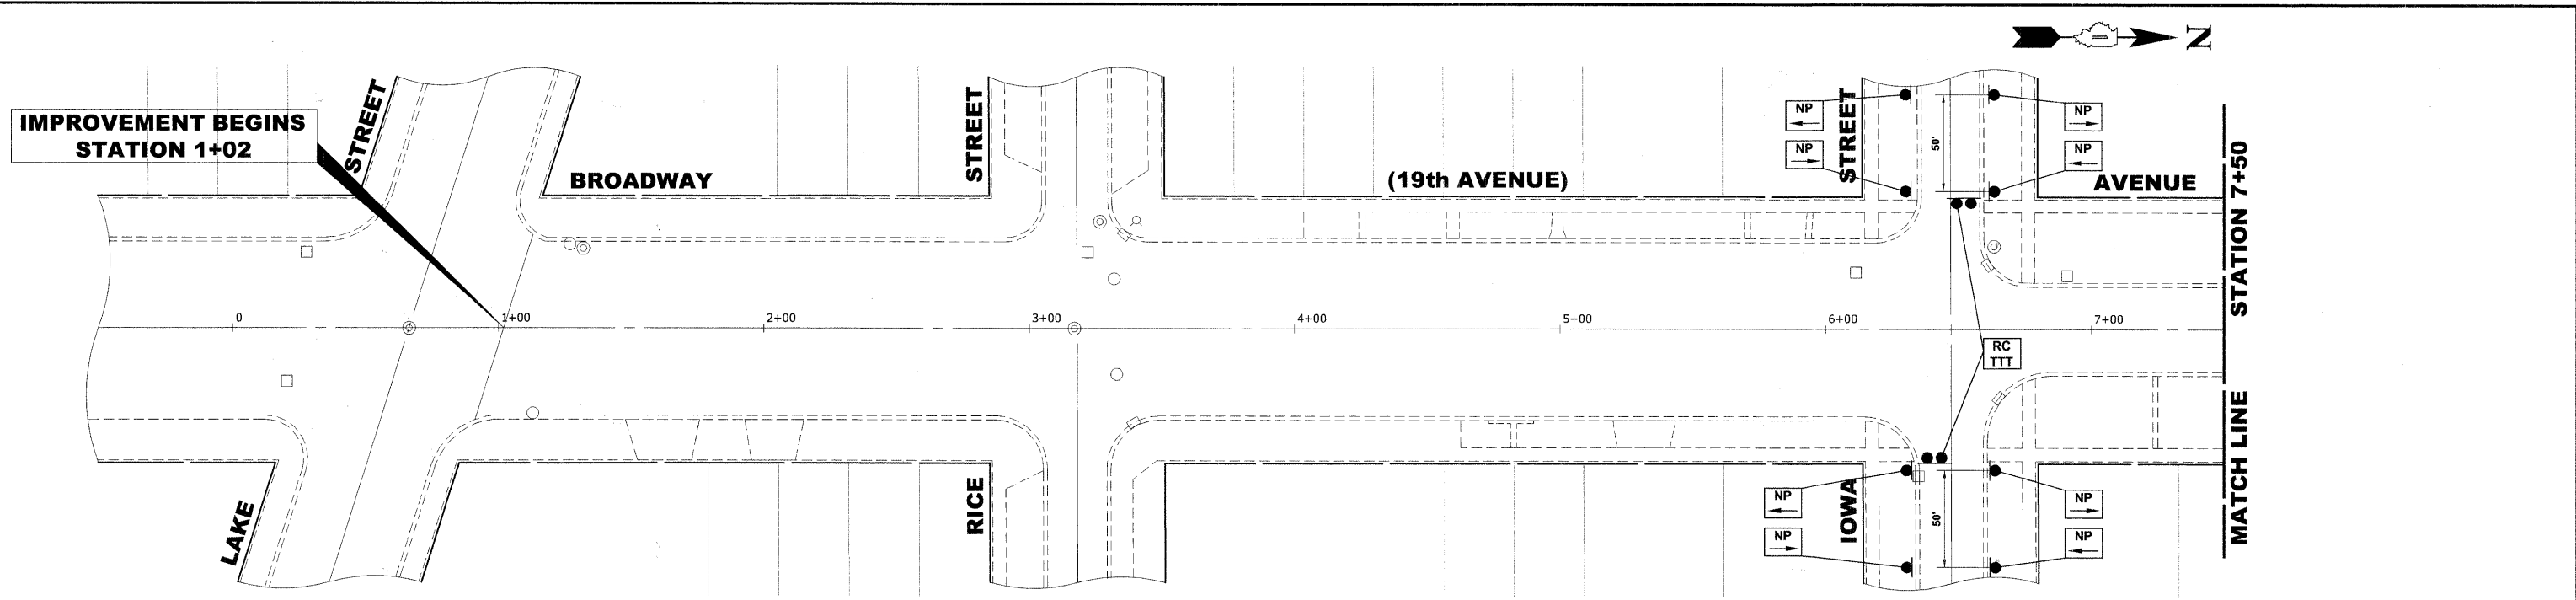 N
IMPROVEMENT BEGINS
STATION 1+02
STREET
BROADWAY
STREET
(19th AVENUE)
STREET
AVENUE
NP
NP
50'
NP
NP
STATION 7+50
0
1+00
2+00
3+00
4+00
5+00
6+00
7+00
RC
TTT
LAKE
RICE
IOWA
NP
NP
50'
NP
NP
MATCH LINE